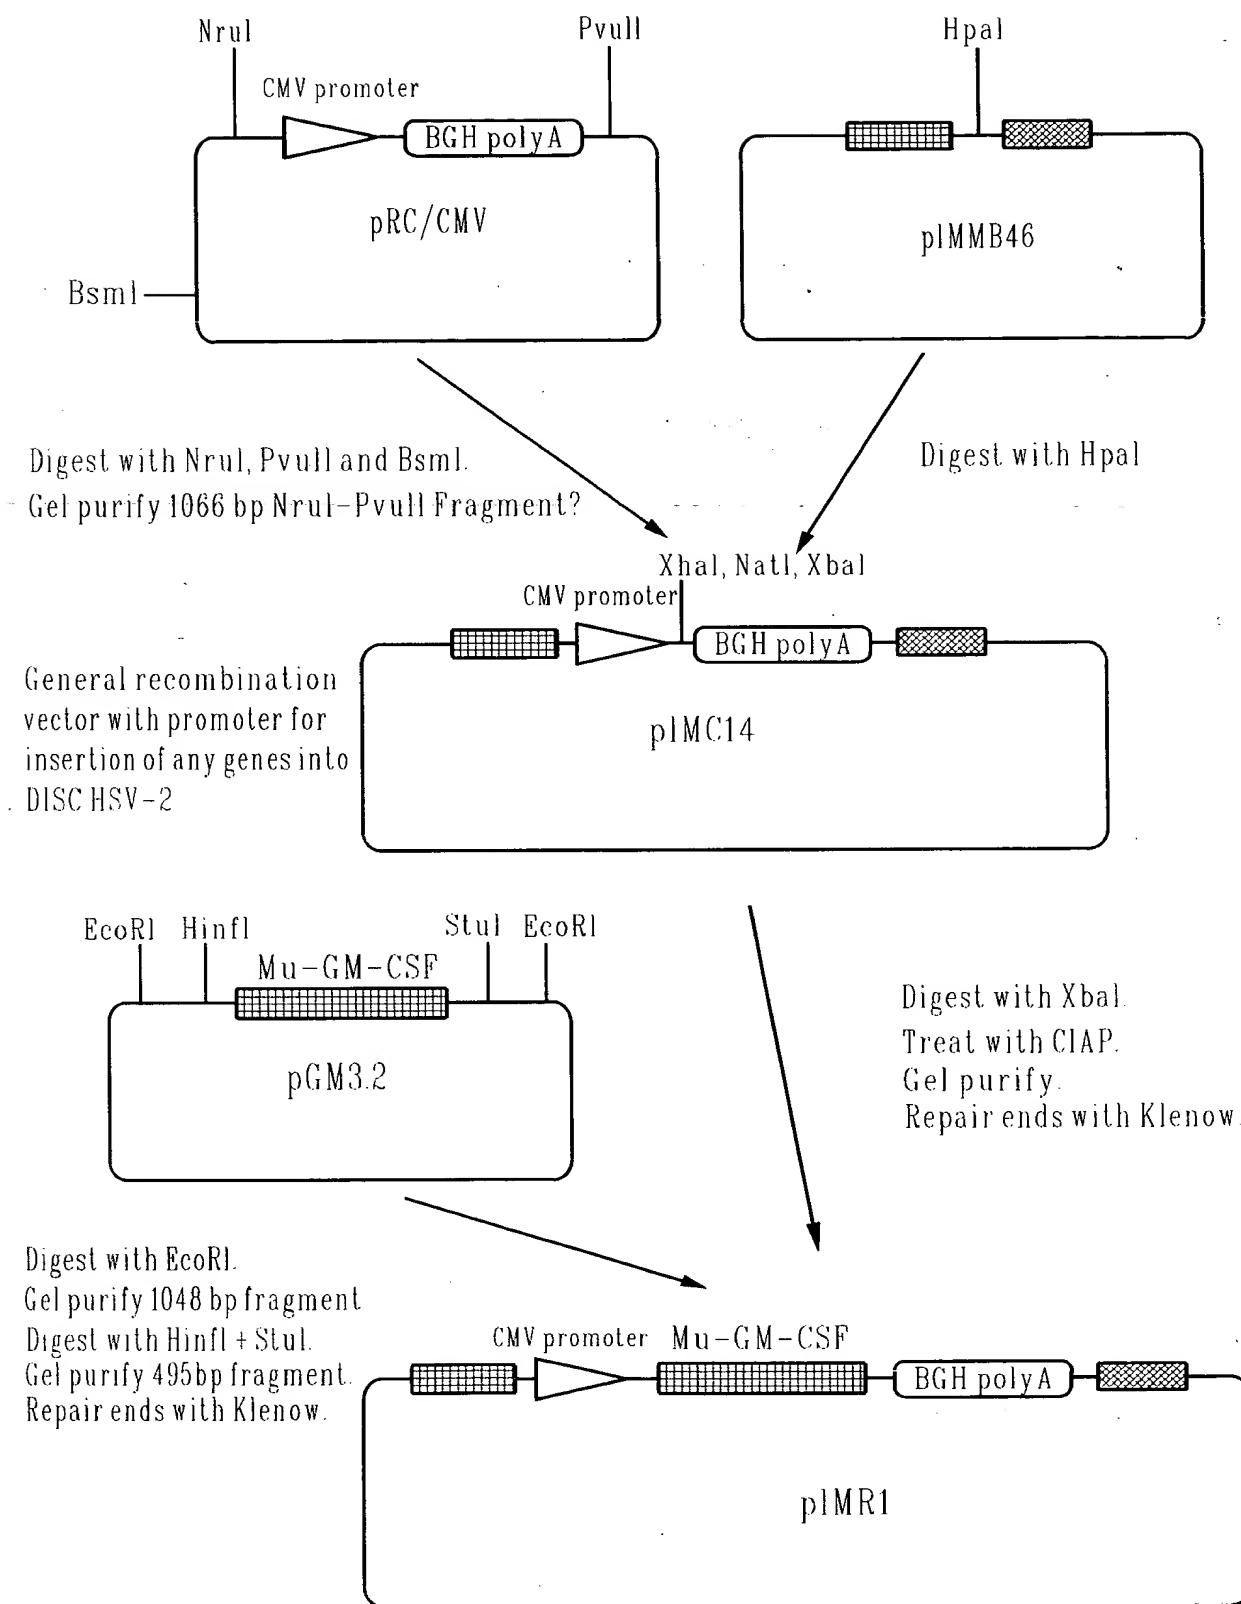 NruI
PvuII
HpaI
CMV promoter
BGH polyA
pRC/CMV
pIMMB46
BsmI
Digest with NruI, PvuII and BsmI.
Gel purify 1066 bp NruI-PvuII Fragment?
Digest with HpaI
XhaI, NatI, XbaI
CMV promoter
BGH polyA
General recombination
vector with promoter for
insertion of any genes into
DISC HSV-2
pIMC14
EcoRI HinfI
StuI EcoRI
Mu-GM-CSF
pGM3.2
Digest with XbaI.
Treat with CIAP.
Gel purify.
Repair ends with Klenow.
Digest with EcoRI.
Gel purify 1048 bp fragment
Digest with HinfI + StuI.
Gel purify 495bp fragment.
Repair ends with Klenow.
CMV promoter
Mu-GM-CSF
BGH polyA
pIMR1